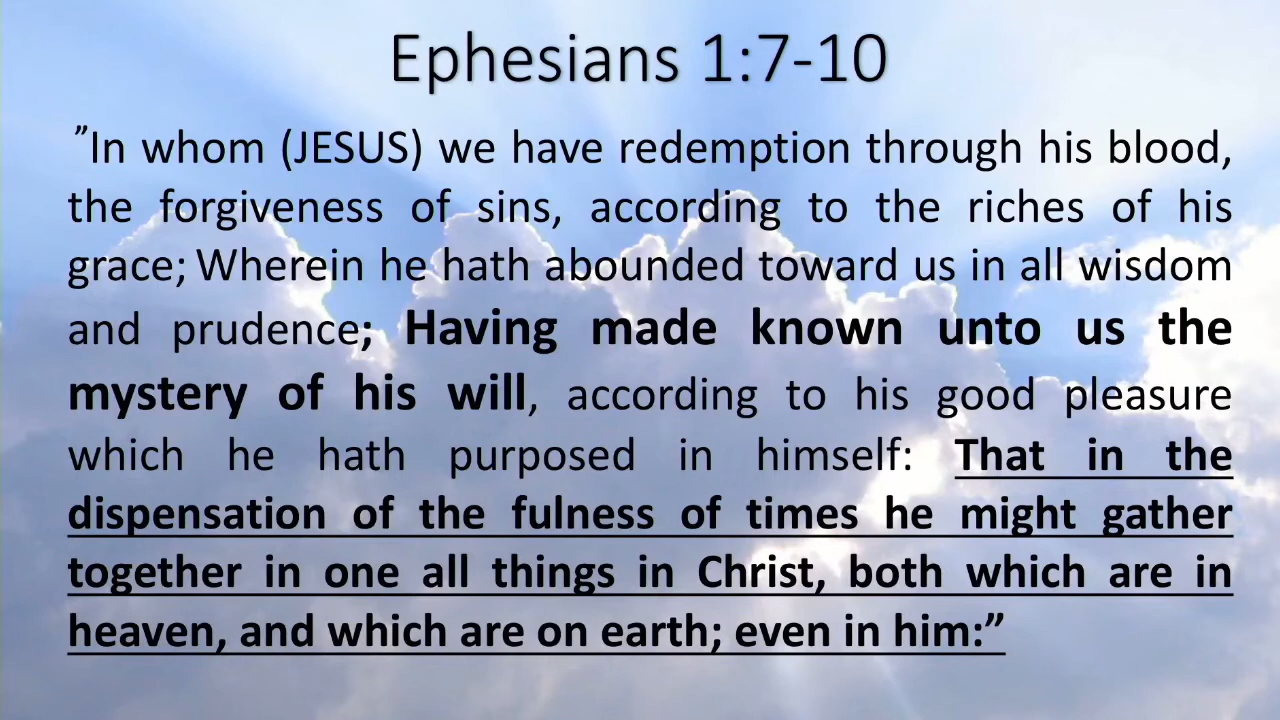 Ephesians 1:7-10
”In whom (JESUS) we have redemption through his blood,
the forgiveness of sins, according to the riches of his
grace; Wherein he hath abounded toward us in all wisdom
and prudence; Having made known unto us the
mystery of his will, according to his good pleasure
which he hath purposed in himself: That in the
dispensation of the fulness of times he might gather
together in one all things in Christ, both which are in
heaven, and which are on earth; even in him:”